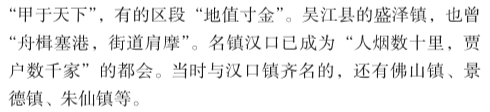 “甲于天下”，有的区段“地值寸金”。吴江县的盛泽镇，也曾
“舟楫塞港，街道肩摩”。名镇汉口已成为“人烟数十里，贾
户数千家”的都会。当时与汉口镇齐名的，还有佛山镇、景
德镇、朱仙镇等。